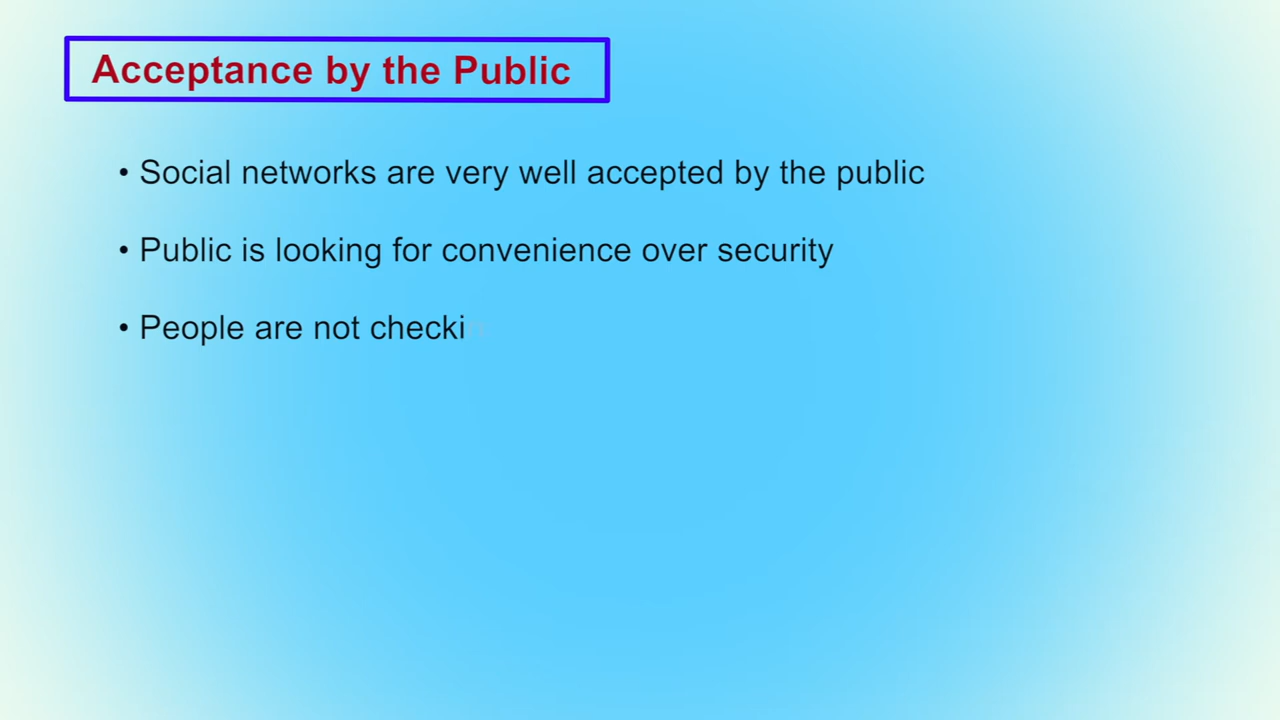 Acceptance by the Public
• Social networks are very well accepted by the public
• Public is looking for convenience over security
• People are not checki